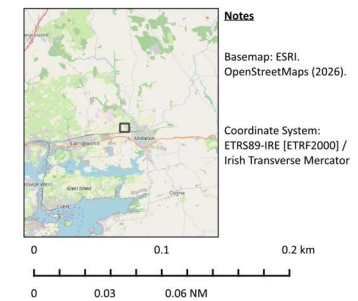 Notes
Basemap: ESRI.
OpenStreetMaps (2026).
Coordinate System:
ETRS89-IRE [ETRF2000] /
Irish Transverse Mercator
Carrigtwohill
Midleton
Great Island
Cobh
Cloyne
0 0.1 0.2 km
0 0.03 0.06 NM